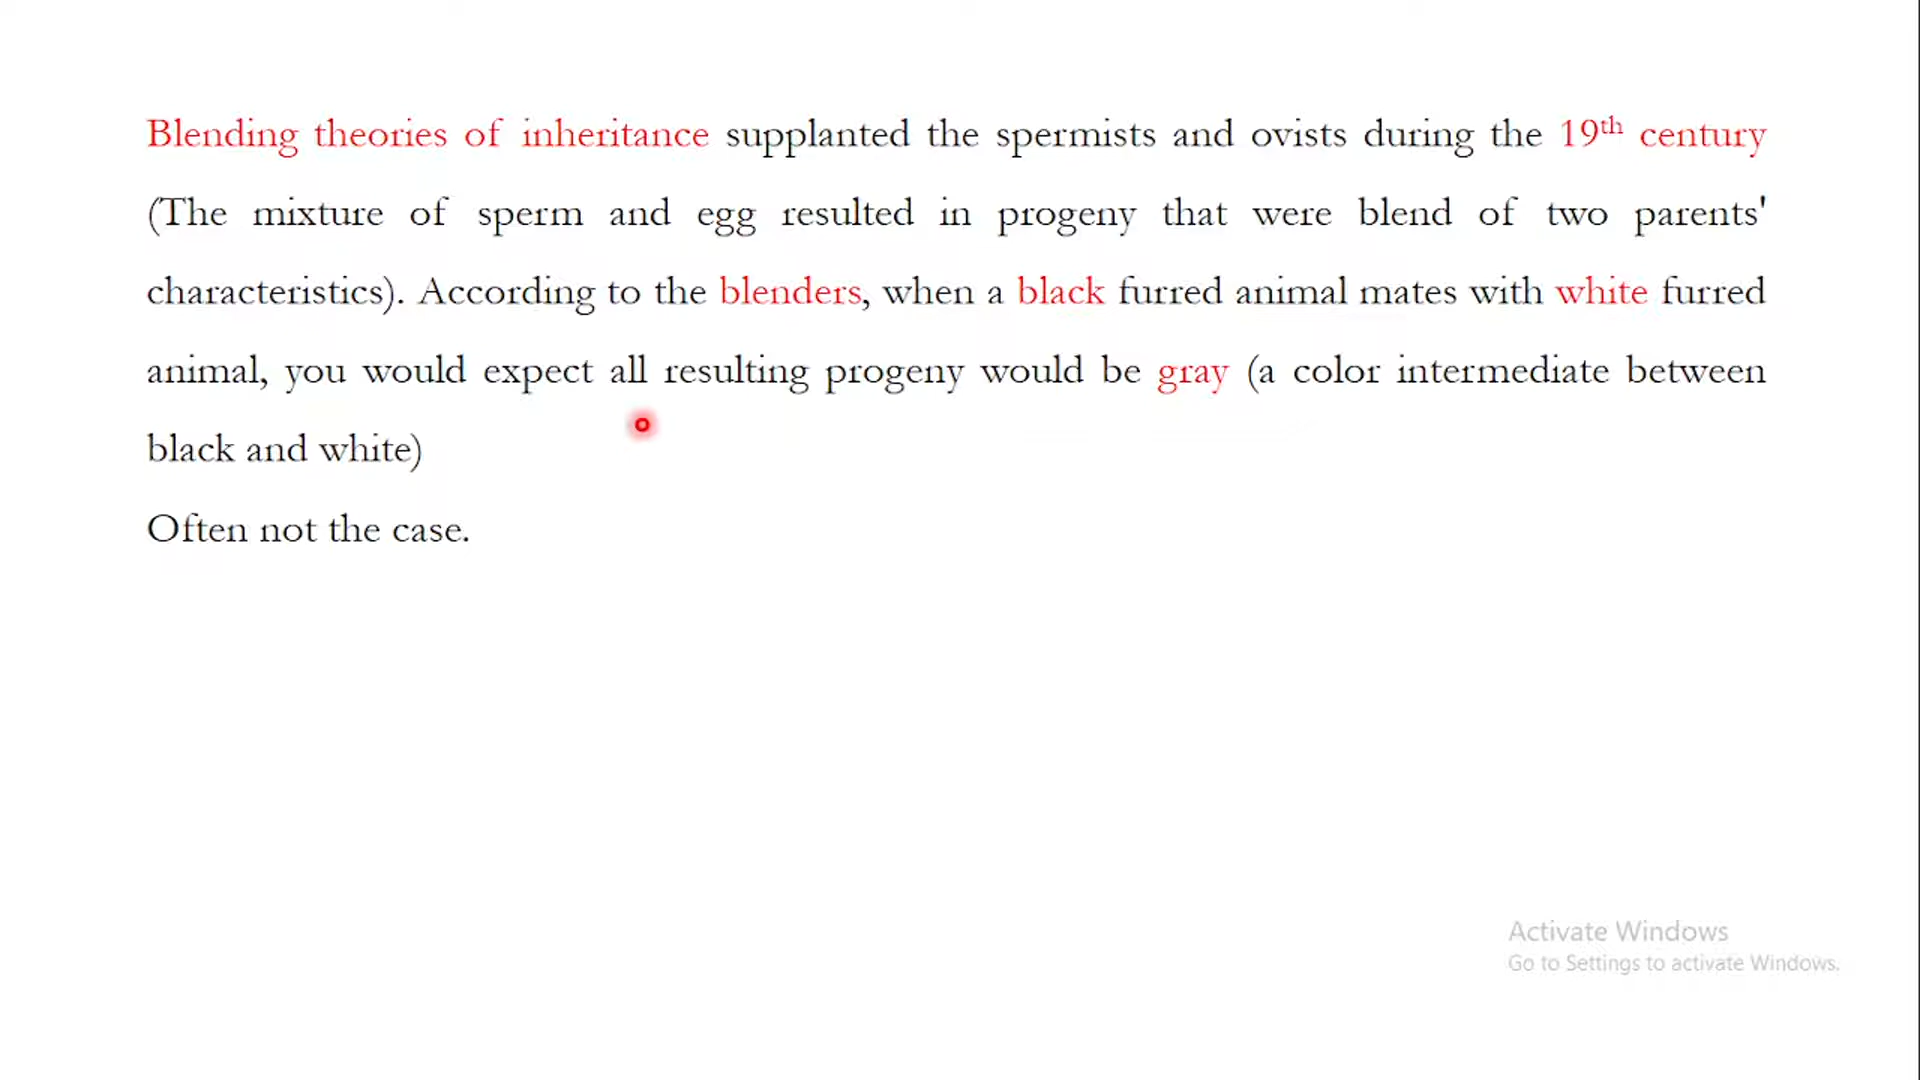 Blending theories of inheritance supplanted the spermists and ovists during the 19th century
(The mixture of sperm and egg resulted in progeny that were blend of two parents'
characteristics). According to the blenders, when a black furred animal mates with white furred
animal, you would expect all resulting progeny would be gray (a color intermediate between
black and white)
Often not the case.
Activate Windows
Go to Settings to activate Windows.